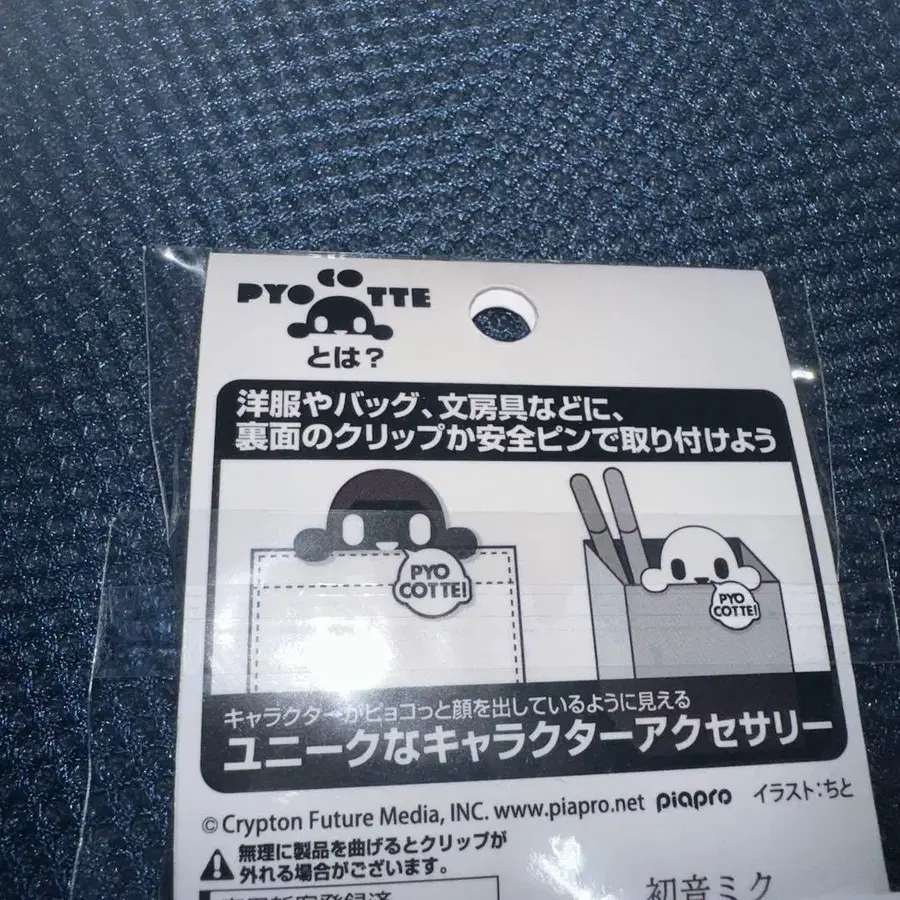 PYOCOTTE
とは?
洋服やバッグ、文房具などに、
裏面のクリップか安全ピンで取り付けよう
PYO
COTTE!
PYO
COTTE!
キャラクターがピョコっと顔を出しているように見える
ユニークなキャラクターアクセサリー
© Crypton Future Media, INC. www.piapro.net piapro イラスト:ちと
無理に製品を曲げるとクリップが
外れる場合がございます。
初音ミク